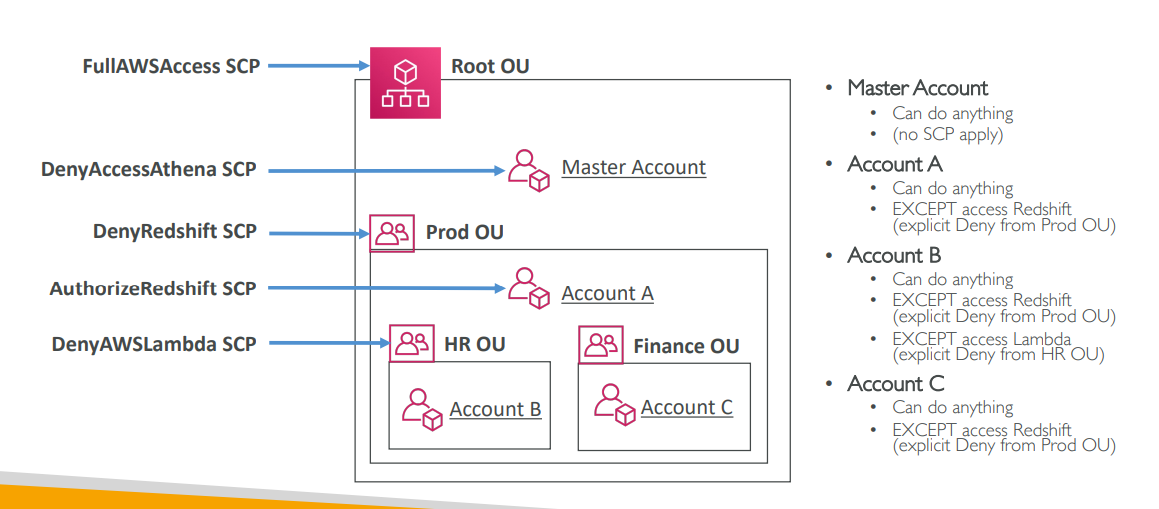 FullAWSAccess SCP
Root OU
DenyAccessAthena SCP
Master Account
DenyRedshift SCP
Prod OU
AuthorizeRedshift SCP
Account A
DenyAWSLambda SCP
HR OU
Finance OU
Account B
Account C
• Master Account
• Can do anything
• (no SCP apply)
• Account A
• Can do anything
• EXCEPT access Redshift
(explicit Deny from Prod OU)
• Account B
• Can do anything
• EXCEPT access Redshift
(explicit Deny from Prod OU)
• EXCEPT access Lambda
(explicit Deny from HR OU)
• Account C
• Can do anything
• EXCEPT access Redshift
(explicit Deny from Prod OU)